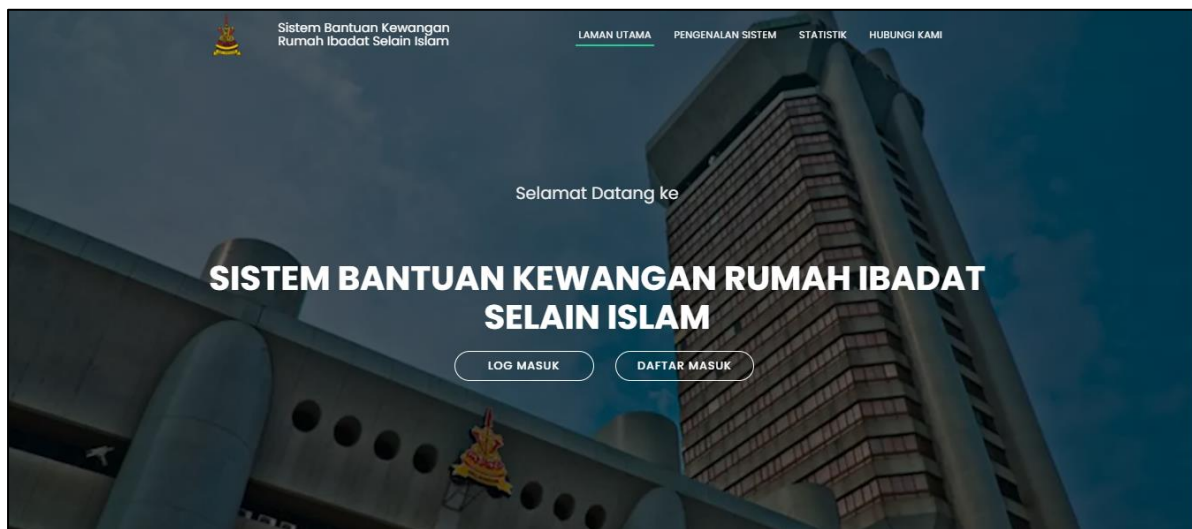 Sistem Bantuan Kewangan
Rumah Ibadat Selain Islam
LAMAN UTAMA PENGENALAN SISTEM STATISTIK HUBUNGI KAMI
Selamat Datang ke
SISTEM BANTUAN KEWANGAN RUMAH IBADAT
SELAIN ISLAM
LOG MASUK DAFTAR MASUK